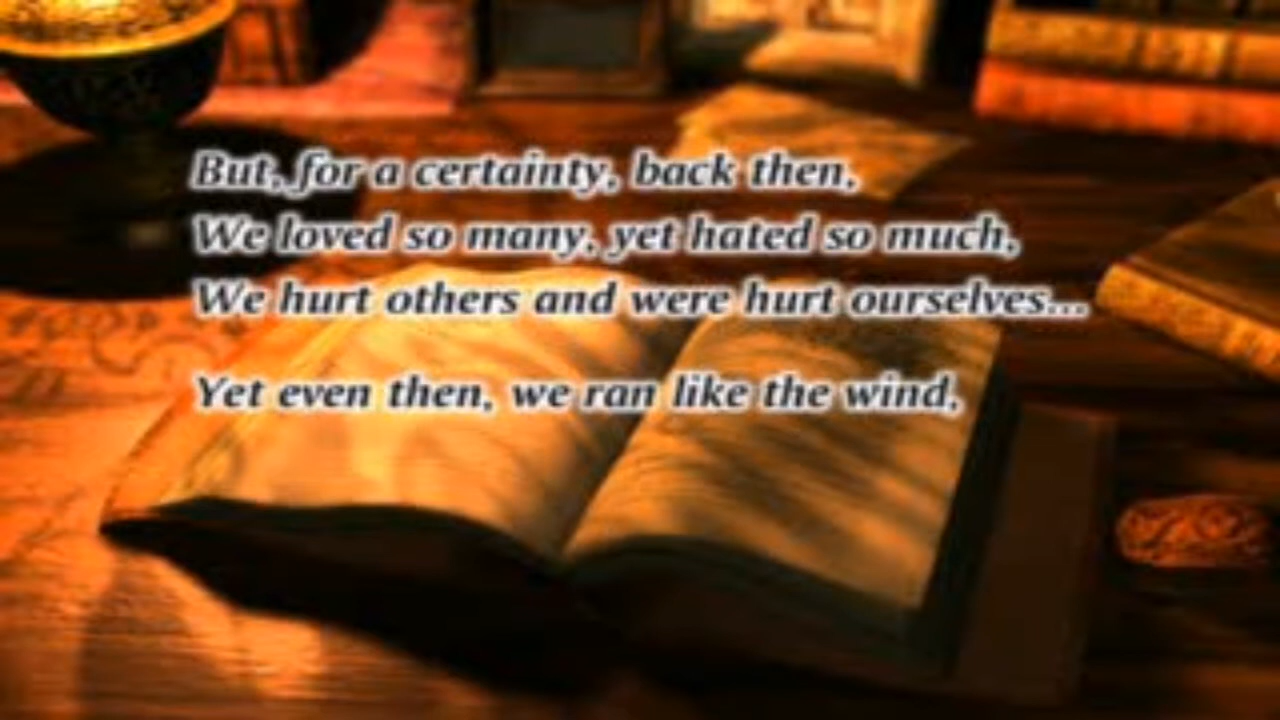 But, for a certainty, back then,
We loved so many, yet hated so much,
We hurt others and were hurt ourselves...
Yet even then, we ran like the wind,